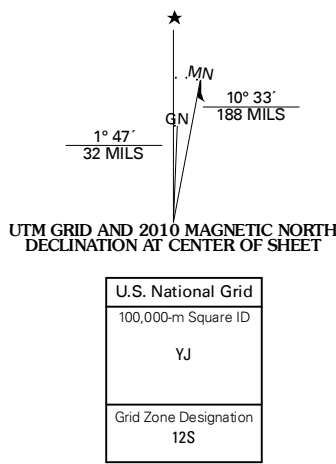 ★
MN
10° 33´
188 MILS
GN
1° 47´
32 MILS
UTM GRID AND 2010 MAGNETIC NORTH
DECLINATION AT CENTER OF SHEET
U.S. National Grid
100,000-m Square ID
YJ
Grid Zone Designation
12S